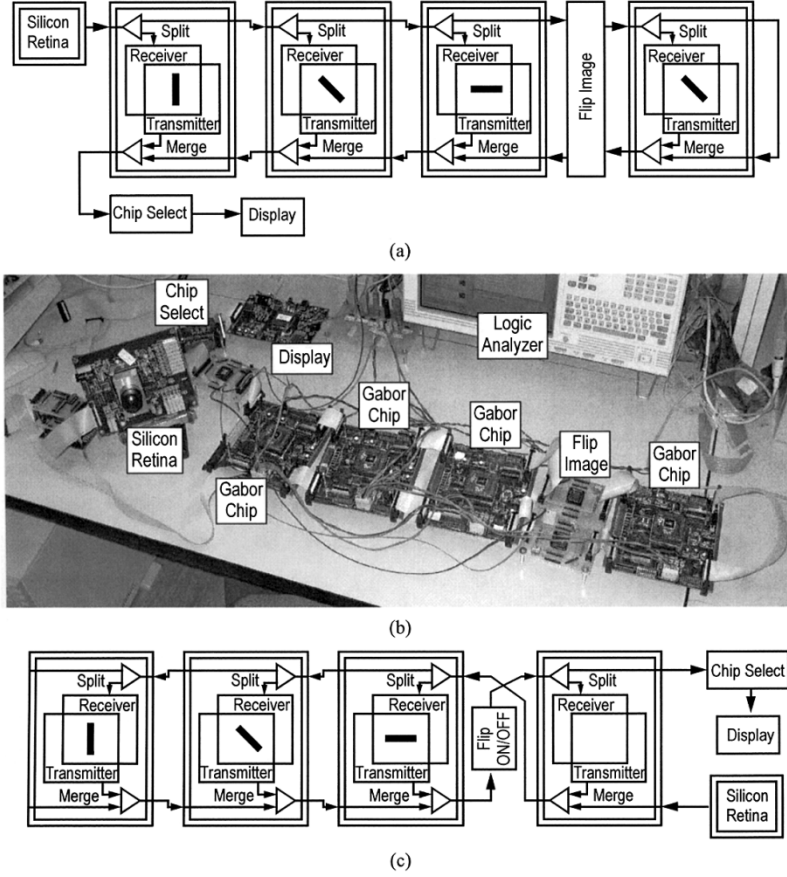 Silicon
Retina
Split
Receiver
Transmitter
Merge
Split
Receiver
Transmitter
Merge
Split
Receiver
Transmitter
Merge
Flip Image
Split
Receiver
Transmitter
Merge
Chip Select
Display
(a)
Chip
Select
Display
Logic
Analyzer
Silicon
Retina
Gabor
Chip
Gabor
Chip
Gabor
Chip
Flip
Image
Gabor
Chip
(b)
Split
Receiver
Transmitter
Merge
Split
Receiver
Transmitter
Merge
Split
Receiver
Transmitter
Merge
Flip
ON/OFF
Split
Receiver
Transmitter
Merge
Chip Select
Display
Silicon
Retina
(c)